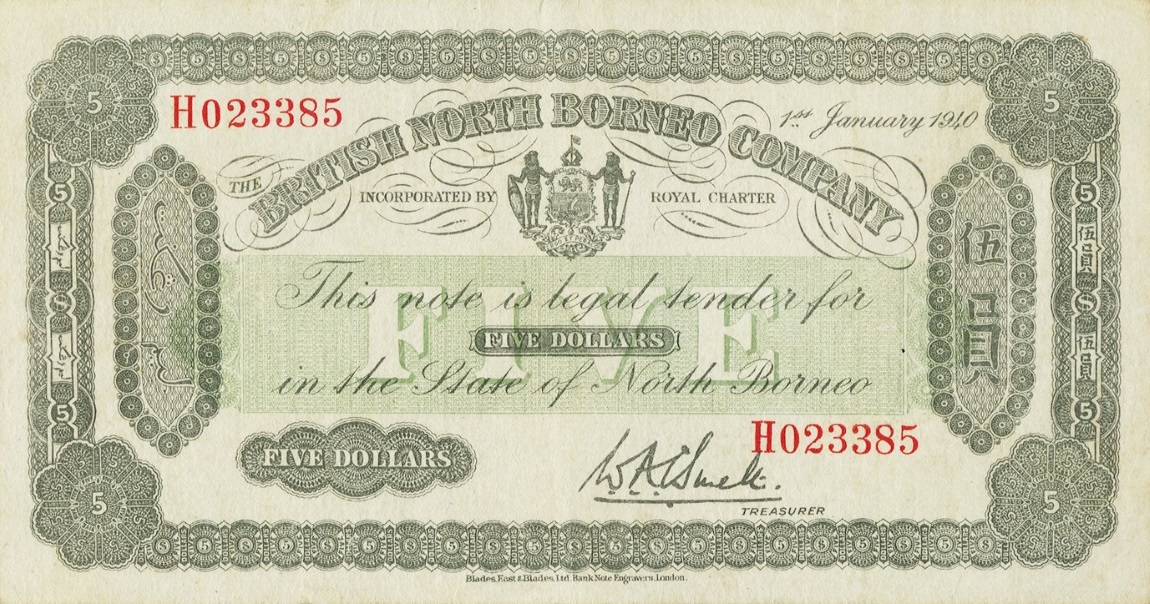 H023385
1st January 1940
THE BRITISH NORTH BORNEO COMPANY
INCORPORATED BY ROYAL CHARTER
This note is legal tender for
FIVE
FIVE DOLLARS
in the State of North Borneo
伍員
FIVE DOLLARS
H023385
TREASURER
Blades, East & Blades, Ltd. Bank Note Engravers, London.
5
5
5
5
5
$
5
5
伍員
$
伍員
5